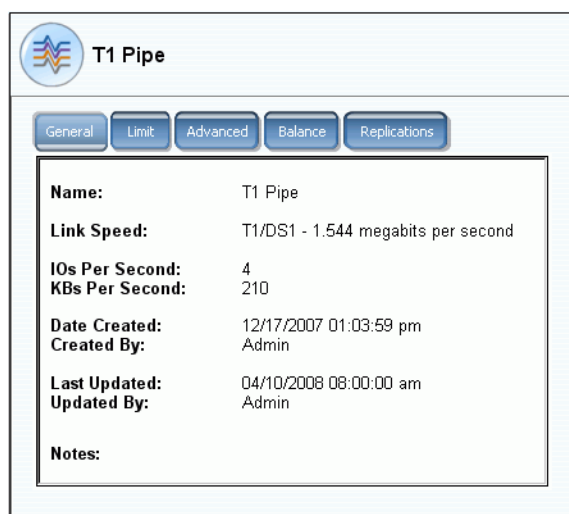 T1 Pipe
General Limit Advanced Balance Replications
Name: T1 Pipe
Link Speed: T1/DS1 - 1.544 megabits per second
IOs Per Second: 4
KBs Per Second: 210
Date Created: 12/17/2007 01:03:59 pm
Created By: Admin
Last Updated: 04/10/2008 08:00:00 am
Updated By: Admin
Notes: